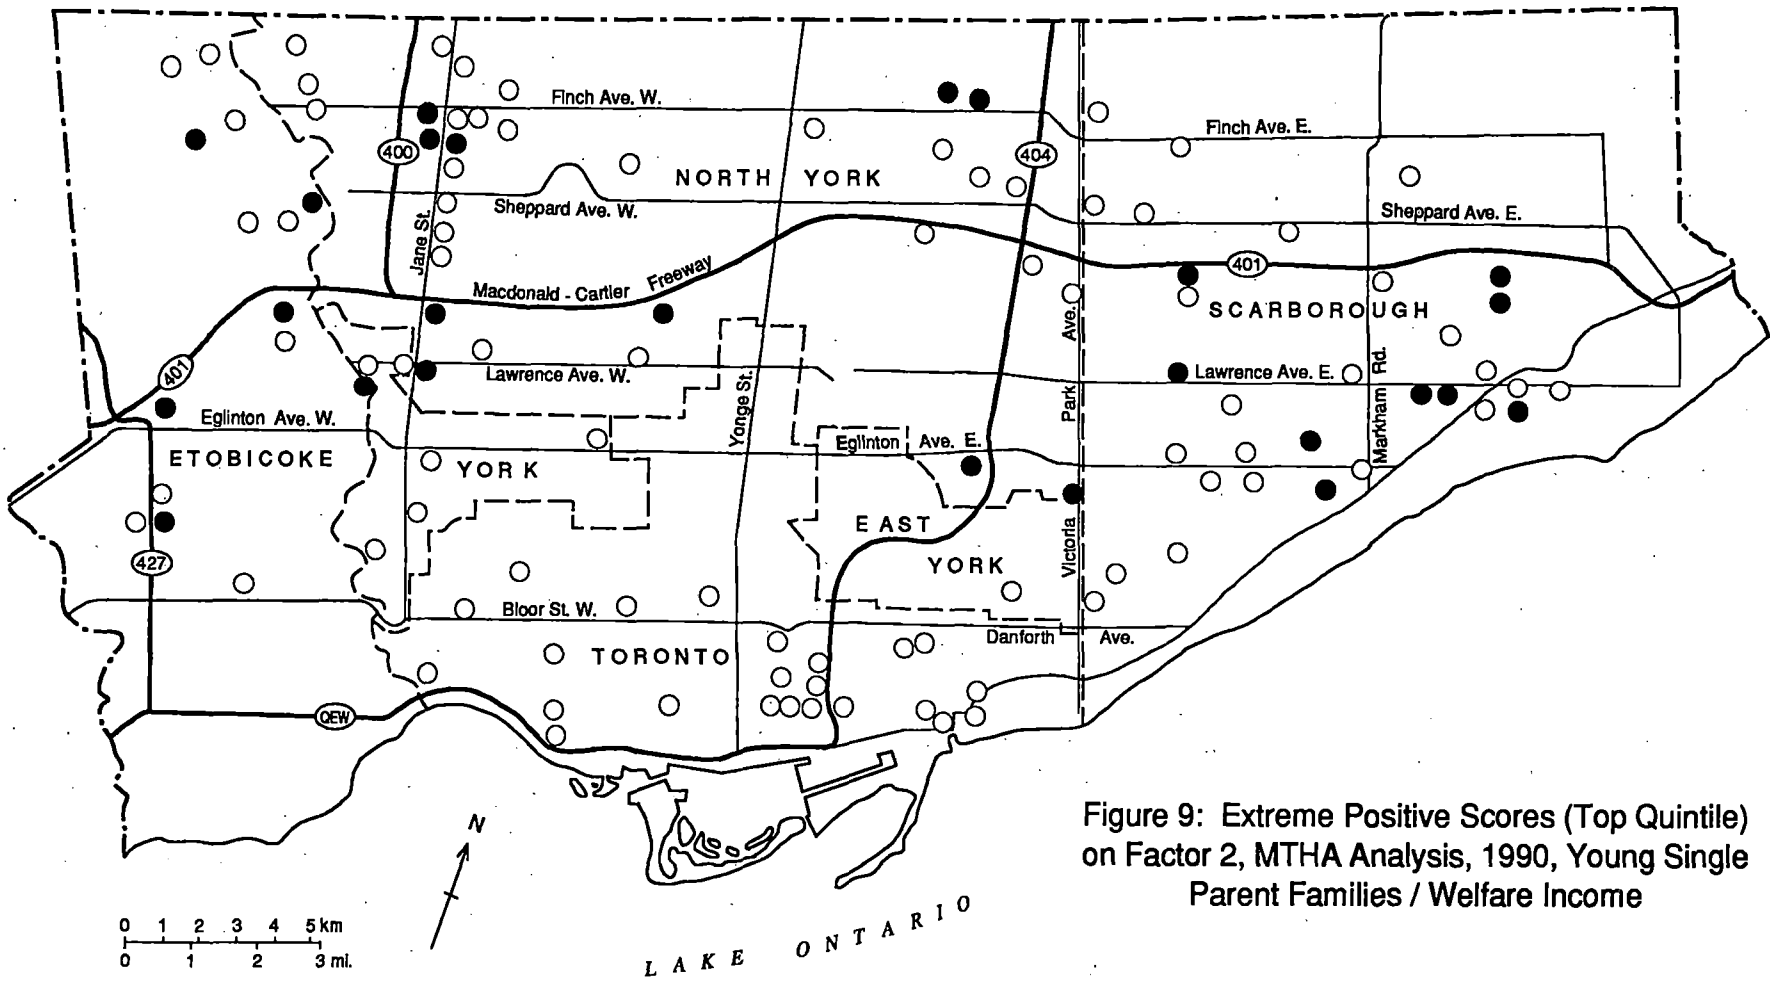 Finch Ave. W.
Finch Ave. E.
400
404
NORTH YORK
Sheppard Ave. W.
Sheppard Ave. E.
Jane St.
Macdonald - Cartier Freeway
401
SCARBOROUGH
Ave.
Park
Victoria
401
Lawrence Ave. W.
Lawrence Ave. E.
Markham Rd.
Yonge St.
Eglinton Ave. W.
Eglinton Ave. E.
ETOBICOKE
YORK
EAST
YORK
427
Bloor St. W.
Danforth Ave.
TORONTO
QEW
Figure 9: Extreme Positive Scores (Top Quintile)
on Factor 2, MTHA Analysis, 1990, Young Single
Parent Families / Welfare Income
N
0 1 2 3 4 5 km
0 1 2 3 mi.
LAKE ONTARIO